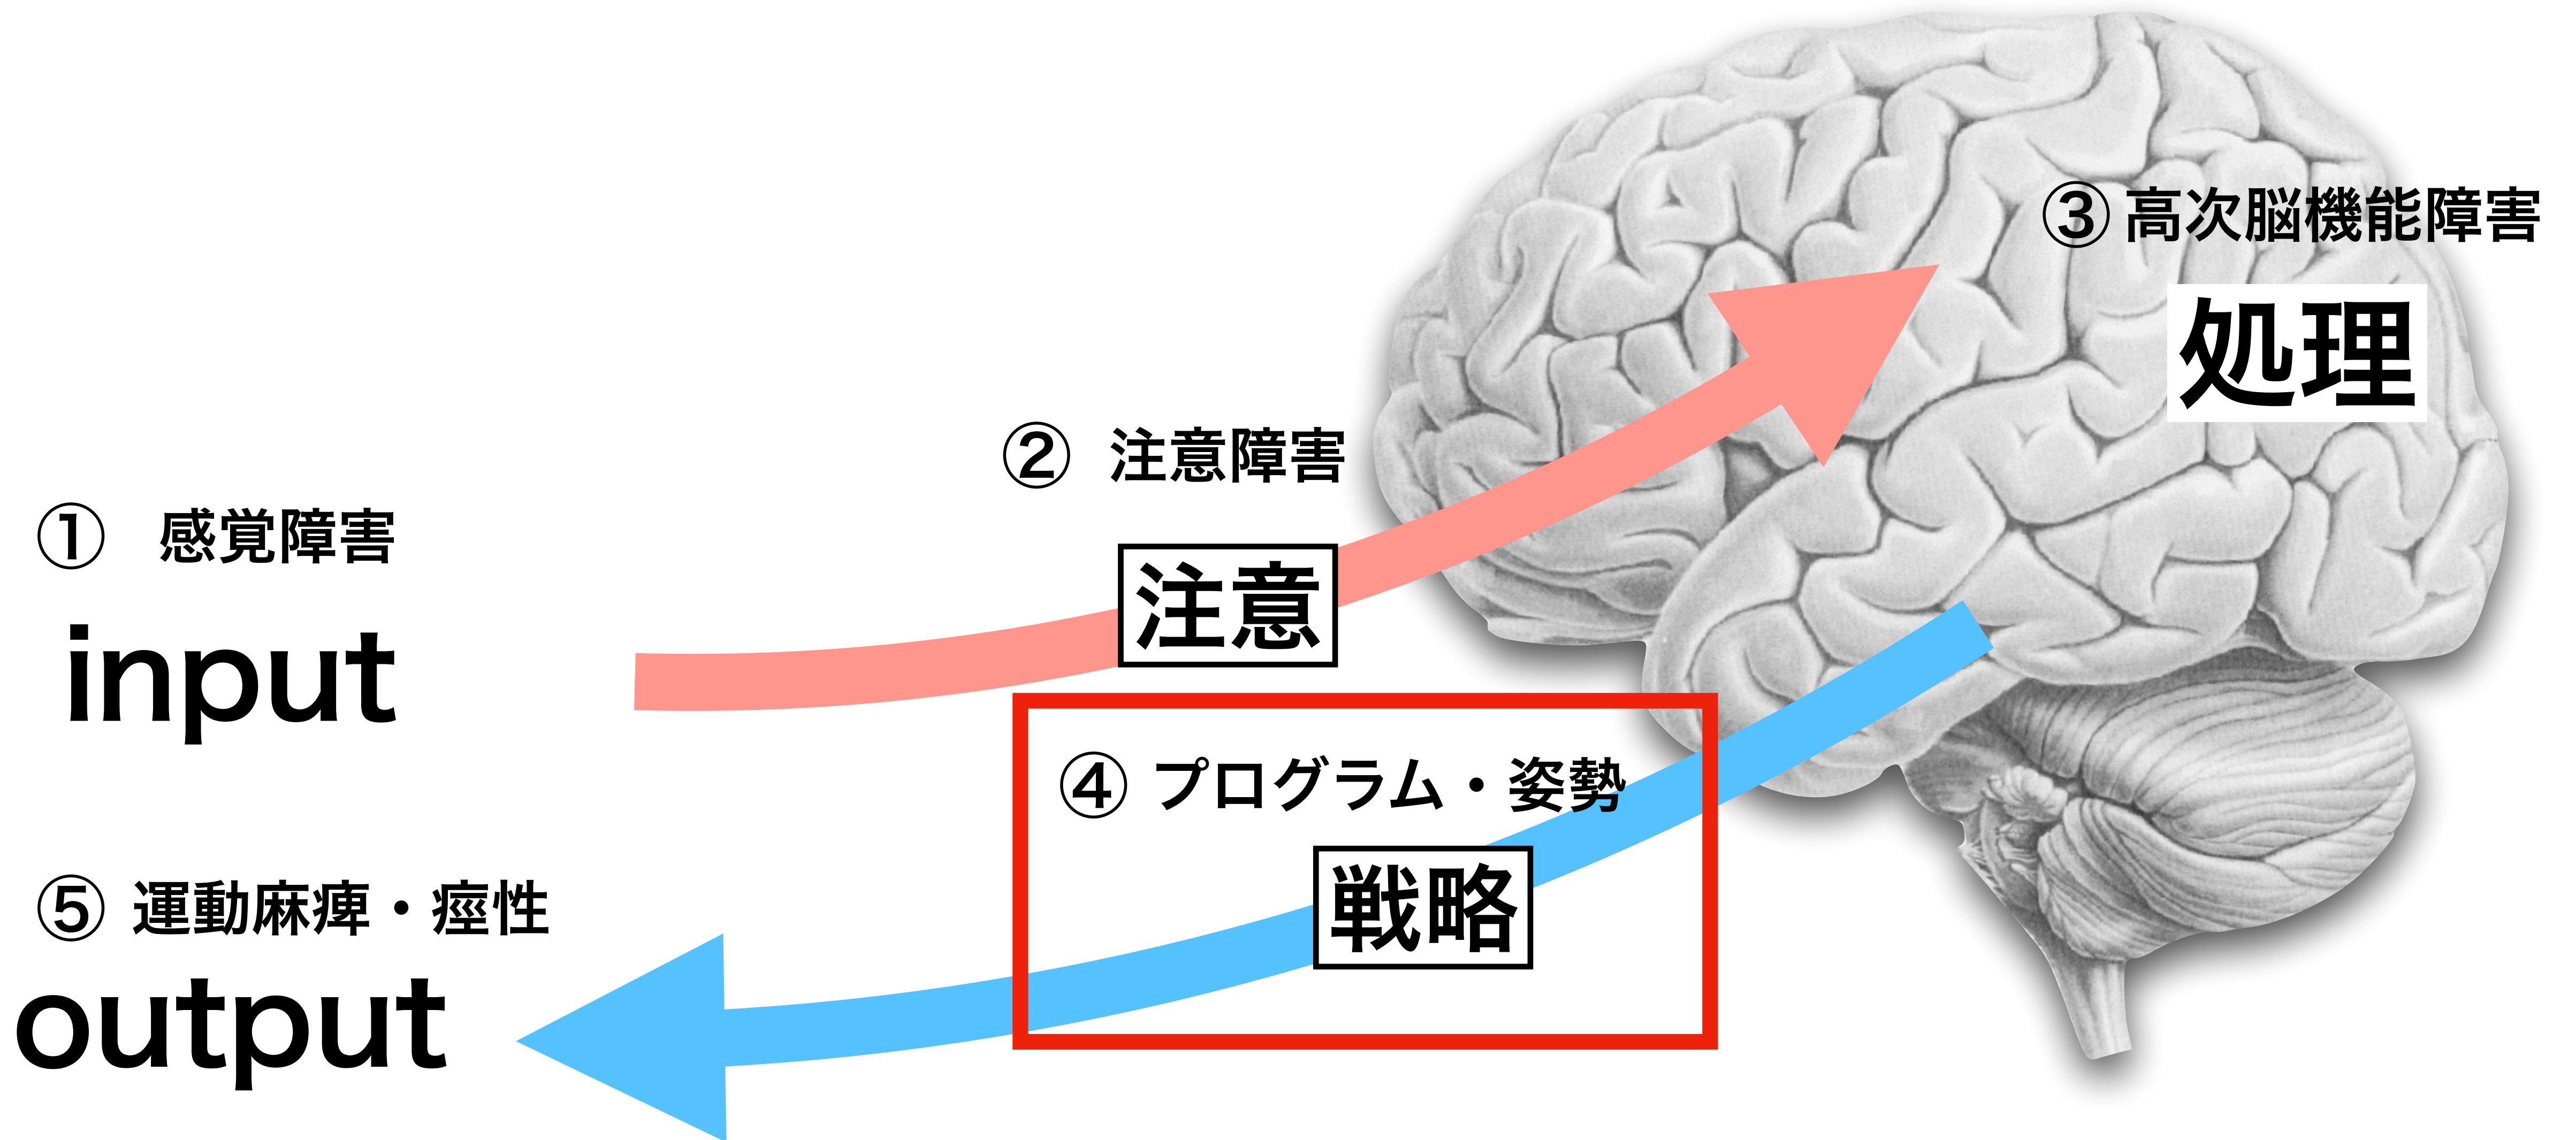 ① 感覚障害
input
② 注意障害
注意
③ 高次脳機能障害
処理
④ プログラム・姿勢
戦略
⑤ 運動麻痺・痙性
output